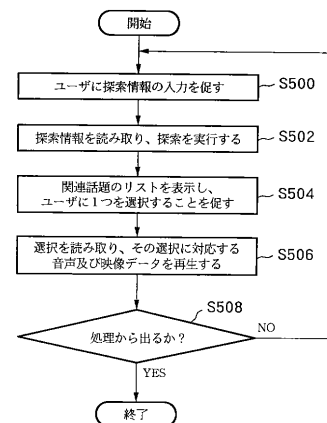 開始
ユーザに探索情報の入力を促す
S500
探索情報を読み取り、探索を実行する
S502
関連話題のリストを表示し、
ユーザに1つを選択することを促す
S504
選択を読み取り、その選択に対応する
音声及び映像データを再生する
S506
S508
処理から出るか?
NO
YES
終了